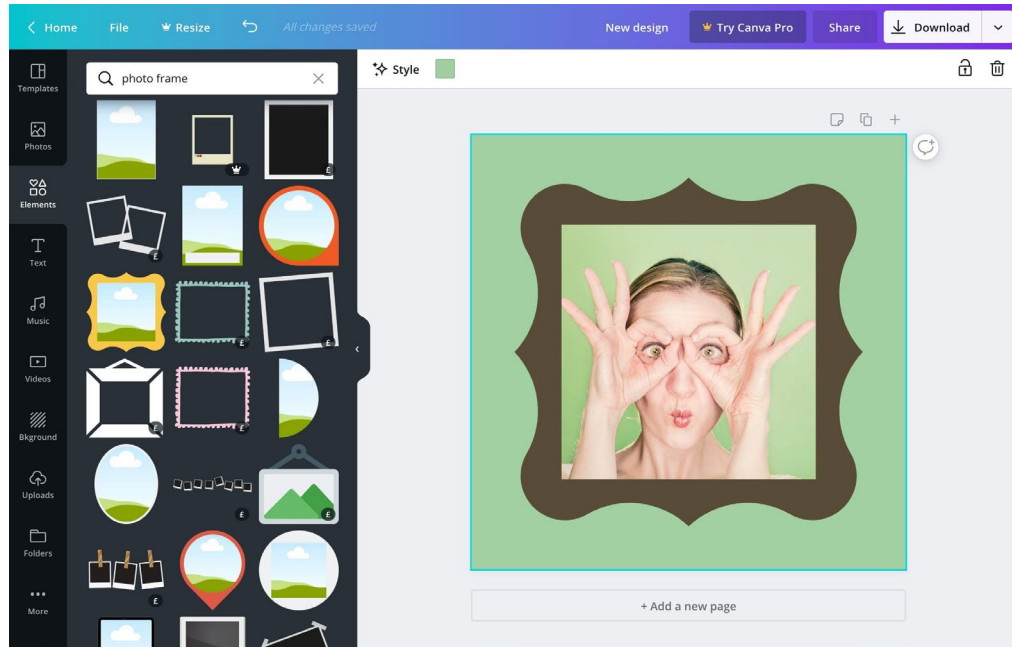 Home File Resize All changes saved New design Try Canva Pro Share Download
Templates
Photos
Elements
Text
Music
Videos
Bkground
Uploads
Folders
More
photo frame
£
£
£
£
£
£
£
£
£
Style
+ Add a new page